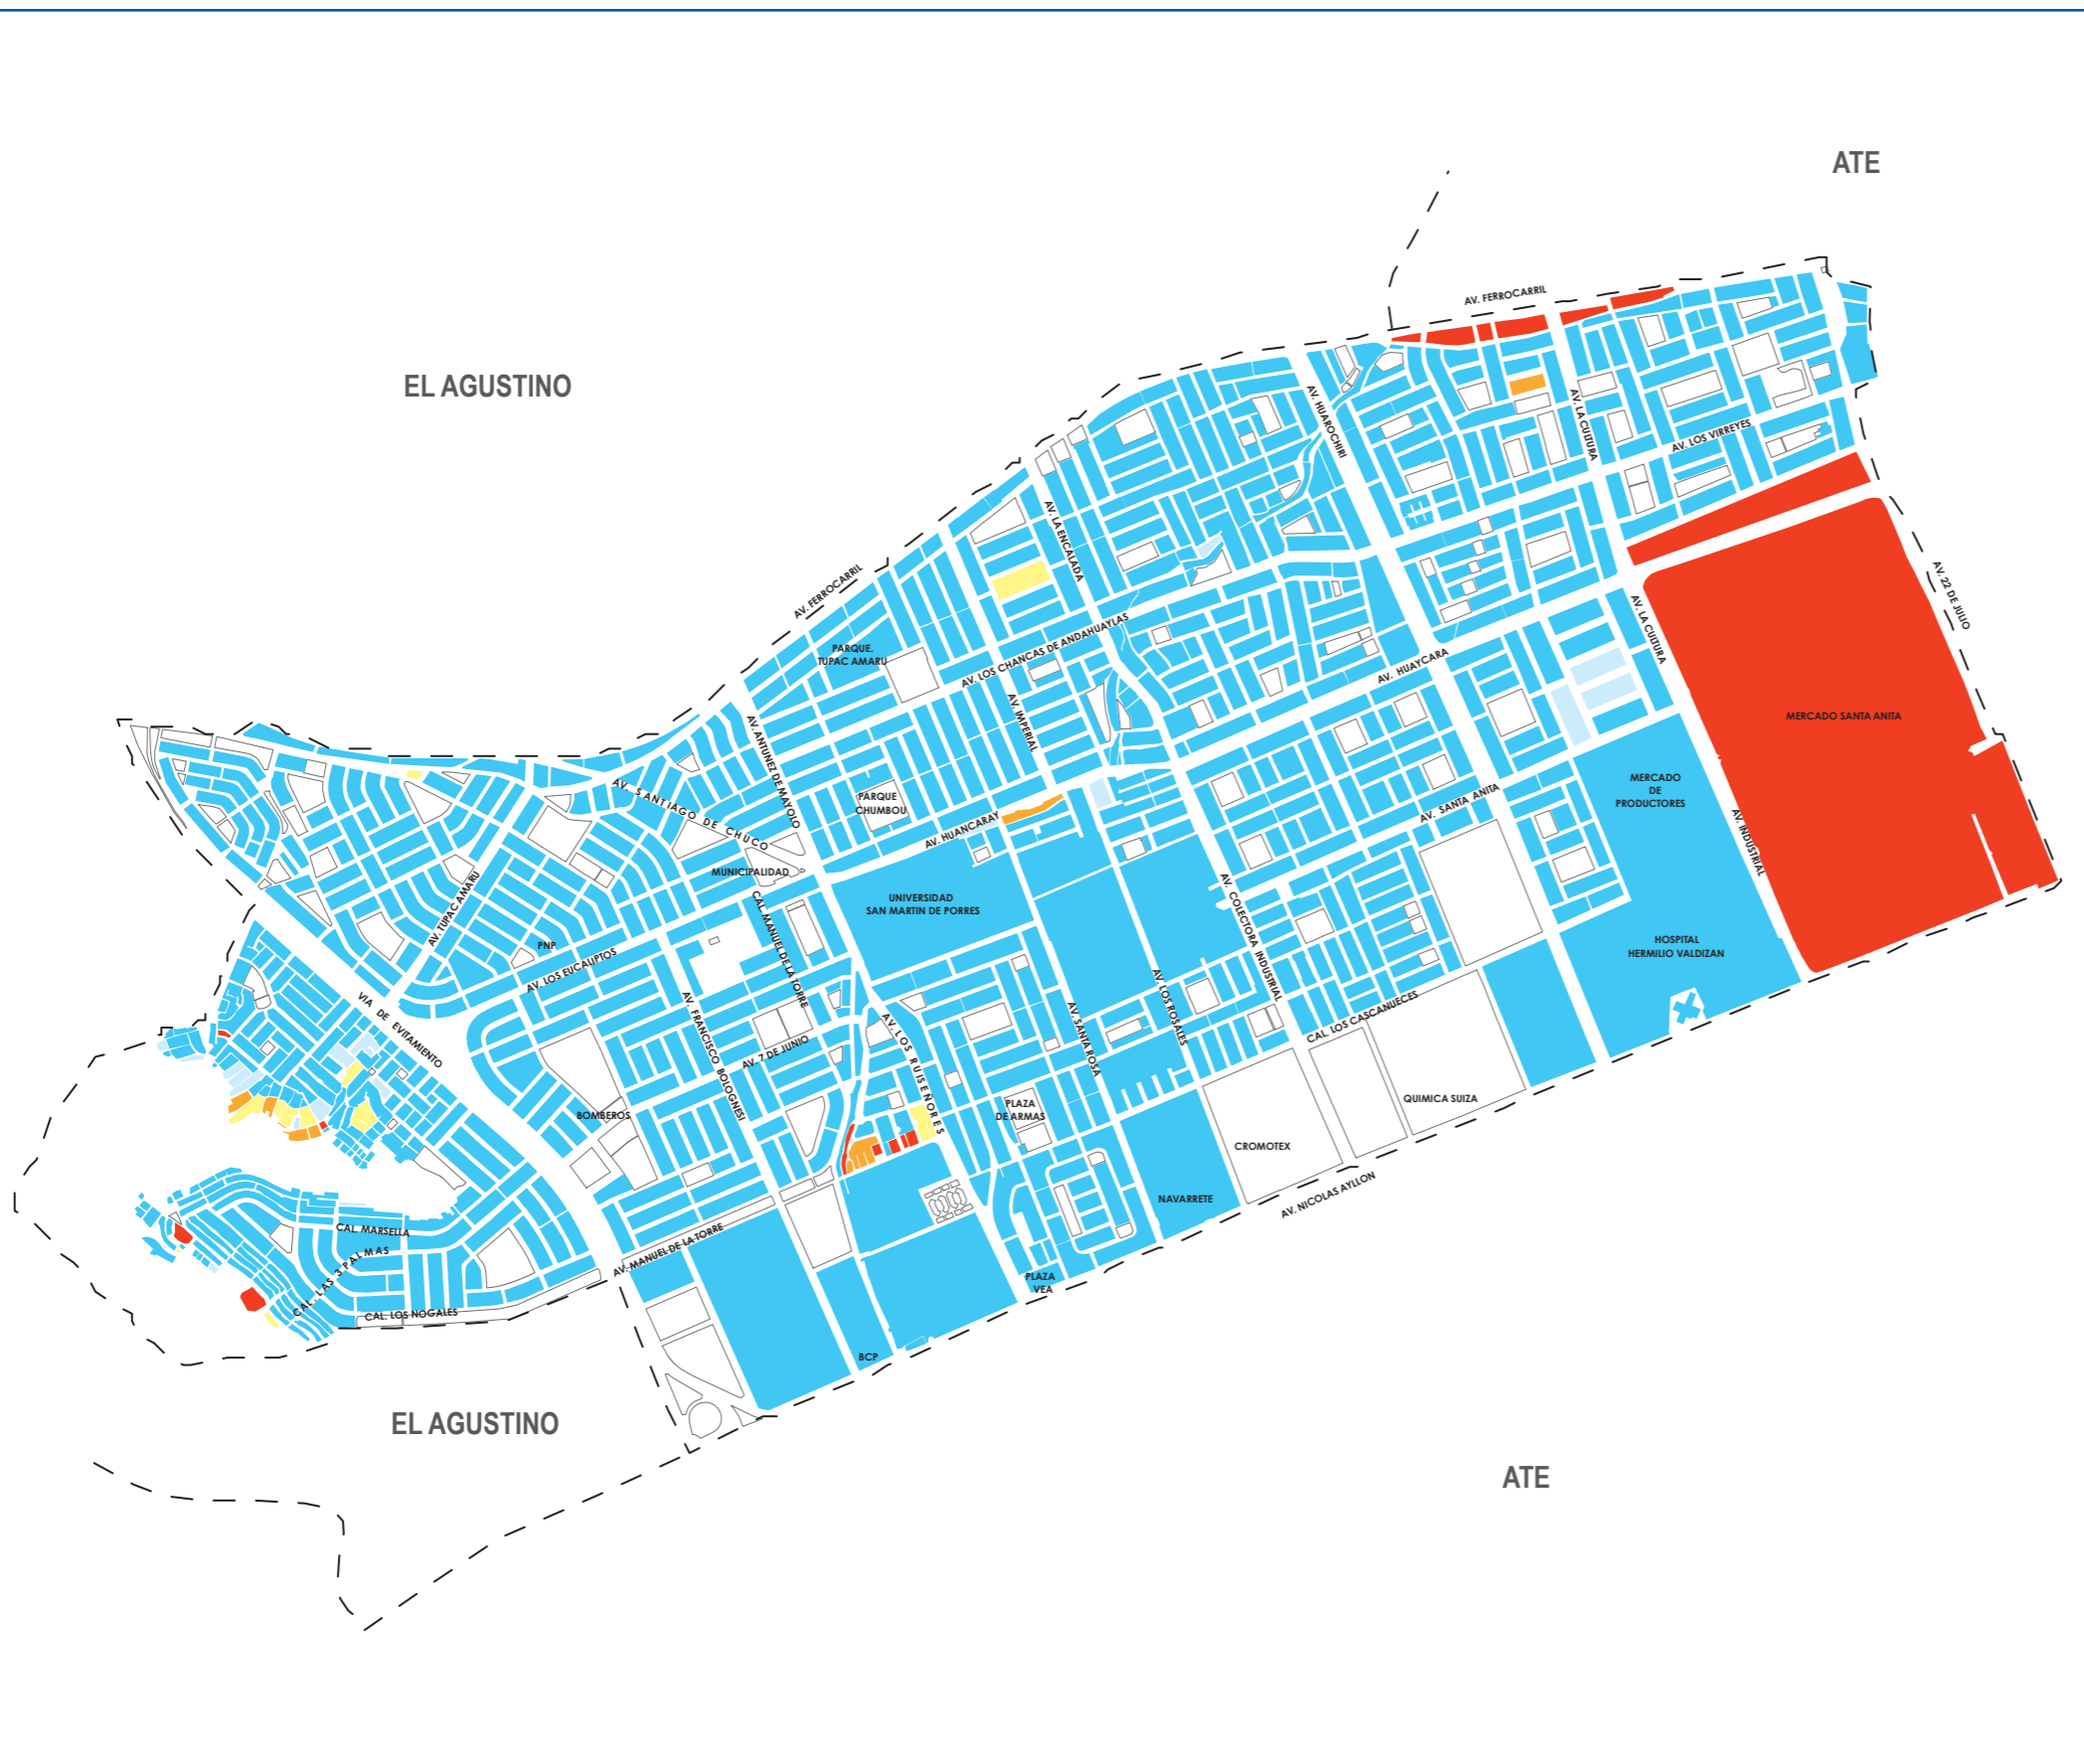 ATE
AV. FERROCARRIL
EL AGUSTINO
AV. HUAROCHIRI
AV. LA CULTURA
AV. LOS VIRREYES
AV. LA ENCALADA
AV. FERROCARRIL
AV. 22 DE JULIO
AV. LA CULTURA
PARQUE.
TUPAC AMARU
AV. LOS CHANCAS DE ANDAHUAYLAS
AV. HUAYCARA
AV. IMPERIAL
MERCADO SANTA ANITA
AV. ANTUNEZ DE MAYOLO
AV. SANTIAGO DE CHUCO
PARQUE
CHUMBOU
MERCADO
DE
PRODUCTORES
AV. SANTA ANITA
AV. HUANCARAY
AV. INDUSTRIAL
MUNICIPALIDAD
AV. TUPAC AMARU
CAL. MANUEL DE LA TORRE
UNIVERSIDAD
SAN MARTIN DE PORRES
AV. COLECTORA INDUSTRIAL
PNP
AV. LOS EUCALIPTOS
HOSPITAL
HERMILIO VALDIZAN
VIA DE EVITAMIENTO
AV. FRANCISCO BOLOGNESI
AV. LOS RUISEÑORES
AV. SANTA ROSA
AV. LOS ROSALES
CAL. LOS CASCANUECES
AV. 7 DE JUNIO
BOMBEROS
PLAZA
DE ARMAS
QUIMICA SUIZA
CROMOTEX
NAVARRETE
AV. NICOLAS AYLLON
CAL. MARSELLA
CAL. LAS 3 PALMAS
AV. MANUEL DE LA TORRE
CAL. LOS NOGALES
PLAZA
VEA
BCP
EL AGUSTINO
ATE